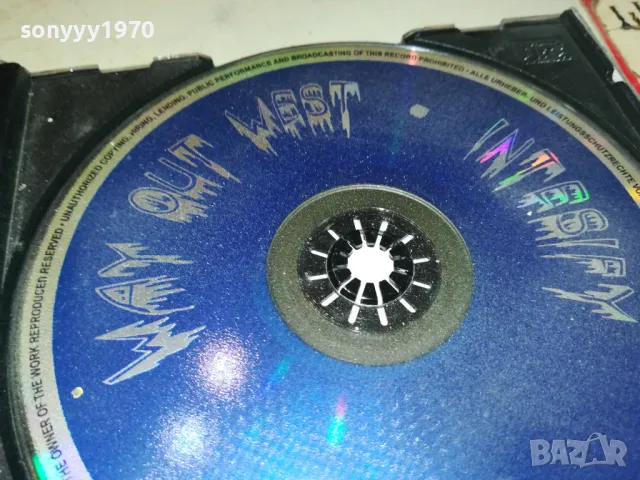 sonyyy1970
THE OWNER OF THE WORK REPRODUCED RESERVED • UNAUTHORIZED COPYING, HIRING, LENDING, PUBLIC PERFORMANCE AND BROADCASTING OF THIS RECORD PROHIBITED • ALLE URHEBER- UND LEISTUNGSSCHUTZRECHTE
WAY OUT WEST
INTESIFY
BAZAR
bg